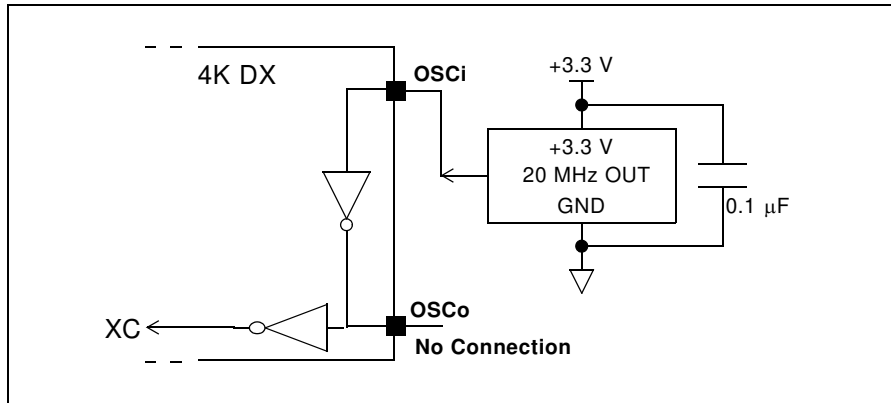 4K DX
OSCi
+3.3 V
+3.3 V
20 MHz OUT
GND
0.1 μF
OSCo
XC
No Connection